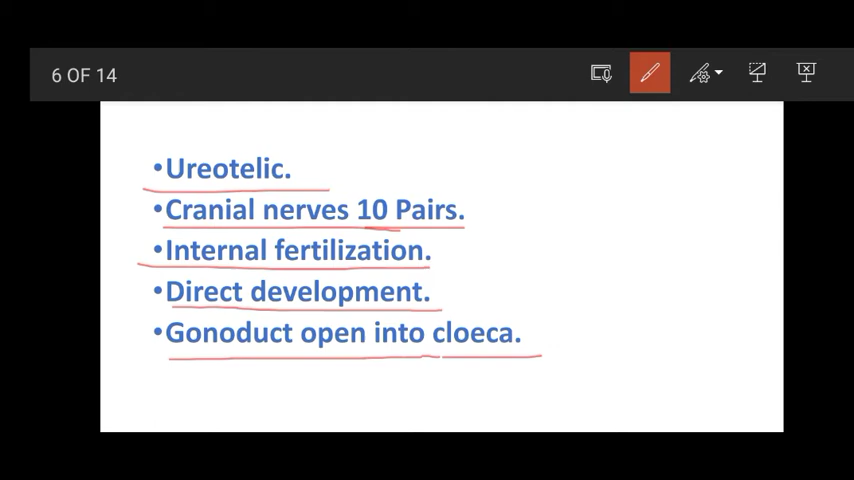 6 OF 14
•Ureotelic.
•Cranial nerves 10 Pairs.
•Internal fertilization.
•Direct development.
•Gonoduct open into cloeca.